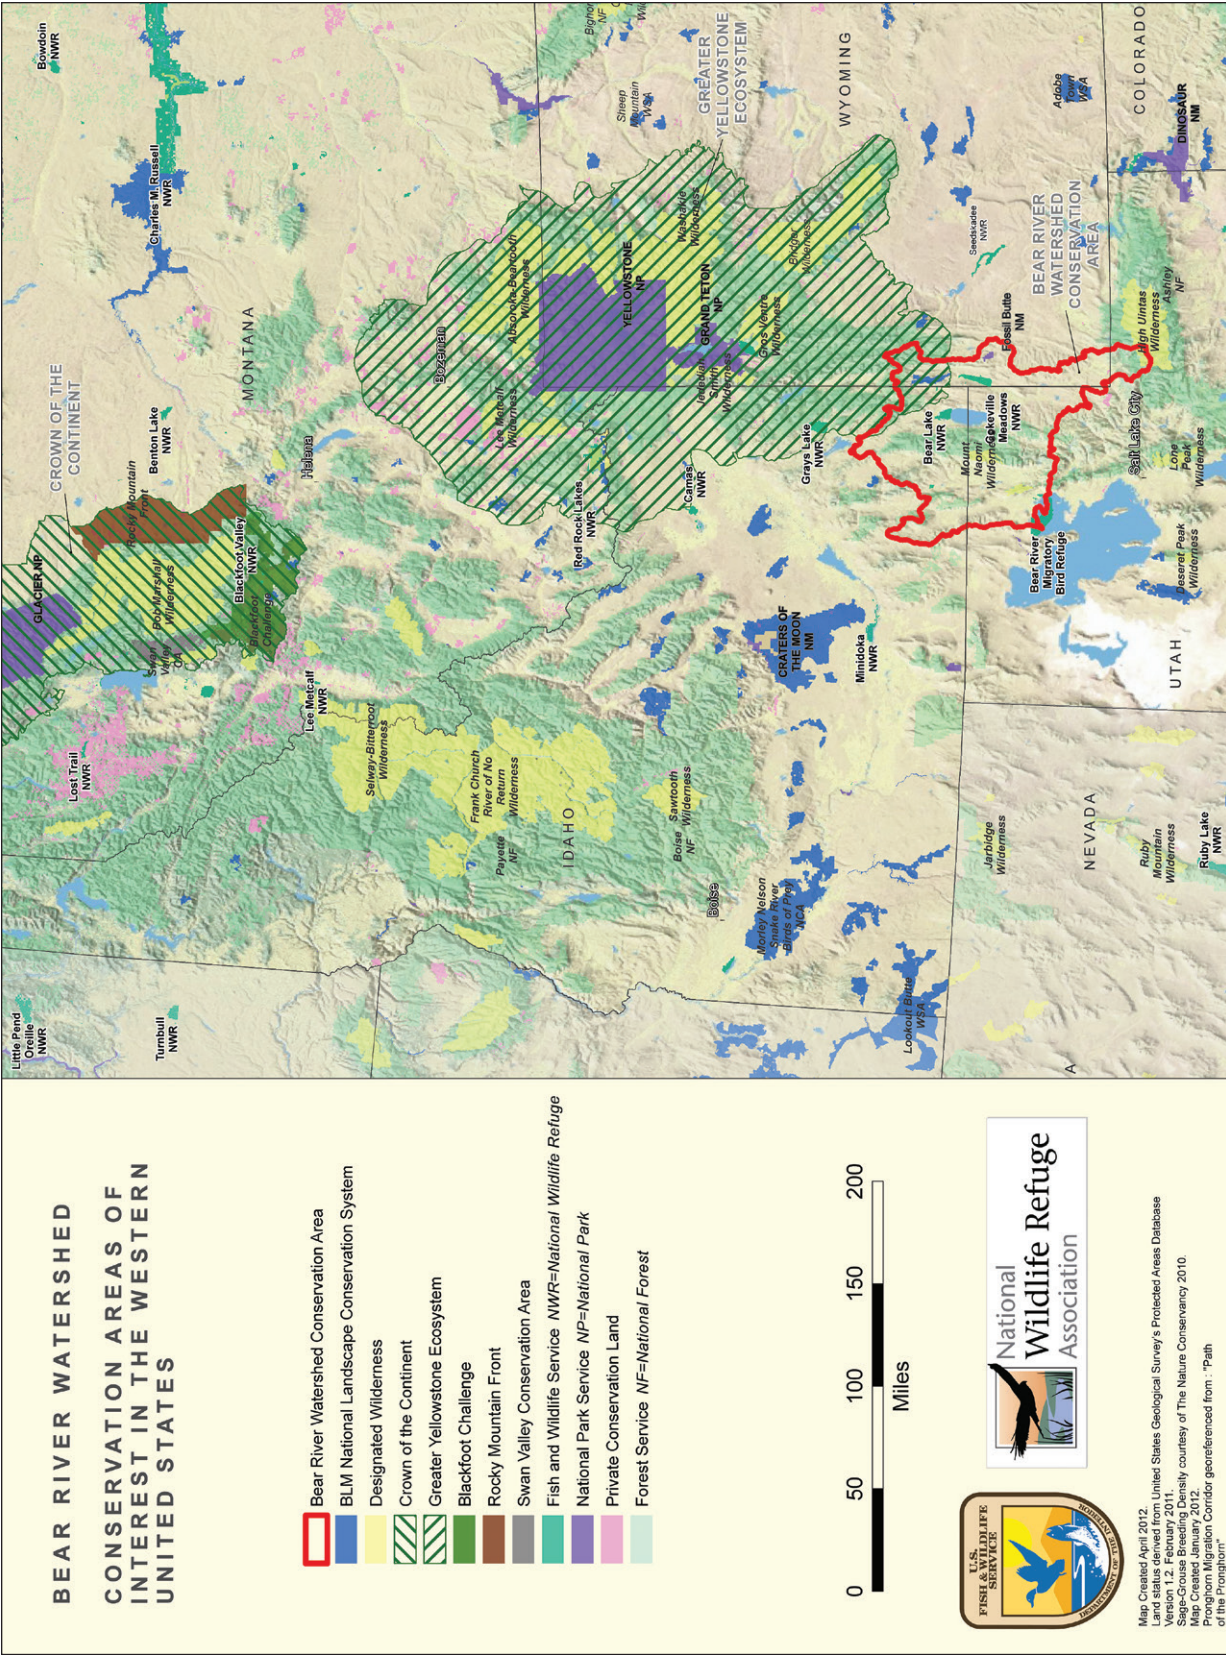 BEAR RIVER WATERSHED
CONSERVATION AREAS OF
INTEREST IN THE WESTERN
UNITED STATES
Bear River Watershed Conservation Area
BLM National Landscape Conservation System
Designated Wilderness
Crown of the Continent
Greater Yellowstone Ecosystem
Blackfoot Challenge
Rocky Mountain Front
Swan Valley Conservation Area
Fish and Wildlife Service NWR=National Wildlife Refuge
National Park Service NP=National Park
Private Conservation Land
Forest Service NF=National Forest
0 50 100 150 200
Miles
U.S.
FISH & WILDLIFE
SERVICE
DEPARTMENT OF THE INTERIOR
National
Wildlife Refuge
Association
Map Created April 2012.
Land status derived from United States Geological Survey's Protected Areas Database
Version 1.2. February 2011.
Sage-Grouse Breeding Density courtesy of The Nature Conservancy 2010.
Map Created January 2012.
Pronghorn Migration Corridor georeferenced from : "Path
of the Pronghorn"
Little Pend
Oreille
NWR
Turnbull
NWR
Lost Trail
NWR
GLACIER NP
CROWN OF THE
CONTINENT
Swan
Valley
CA
Bob Marshall
Wilderness
Rocky Mountain
Front
Blackfoot Valley
NWR
Blackfoot
Challenge
Benton Lake
NWR
Bowdoin
NWR
Charles M. Russell
NWR
MONTANA
Helena
Lee Metcalf
NWR
Selway-Bitterroot
Wilderness
Frank Church
River of No
Return
Wilderness
Payette
NF
IDAHO
Boise
NF
Sawtooth
Wilderness
Boise
Morley Nelson
Snake River
Birds of Prey
NCA
Lookout Butte
WSA
CRATERS OF
THE MOON
NM
Minidoka
NWR
Bozeman
Lee Metcalf
Wilderness
Absoroka-Beartooth
Wilderness
Red Rock Lakes
NWR
Camas
NWR
YELLOWSTONE
NP
GRAND TETON
NP
Jedediah
Smith
Wilderness
Gros Ventre
Wilderness
Washakie
Wilderness
Bridger
Wilderness
GREATER
YELLOWSTONE
ECOSYSTEM
Sheep
Mountain
WSA
Bighorn
NF
WYOMING
Grays Lake
NWR
Bear Lake
NWR
Mount
Naomi
Wilderness
Cokeville
Meadows
NWR
Fossil Butte
NM
Seedskadee
NWR
BEAR RIVER
WATERSHED
CONSERVATION
AREA
Adobe
Town
WSA
COLORADO
DINOSAUR
NM
High Uintas
Wilderness
Ashley
NF
Salt Lake City
Lone
Peak
Wilderness
Bear River
Migratory
Bird Refuge
Deseret Peak
Wilderness
UTAH
NEVADA
Jarbidge
Wilderness
Ruby
Mountain
Wilderness
Ruby Lake
NWR
A